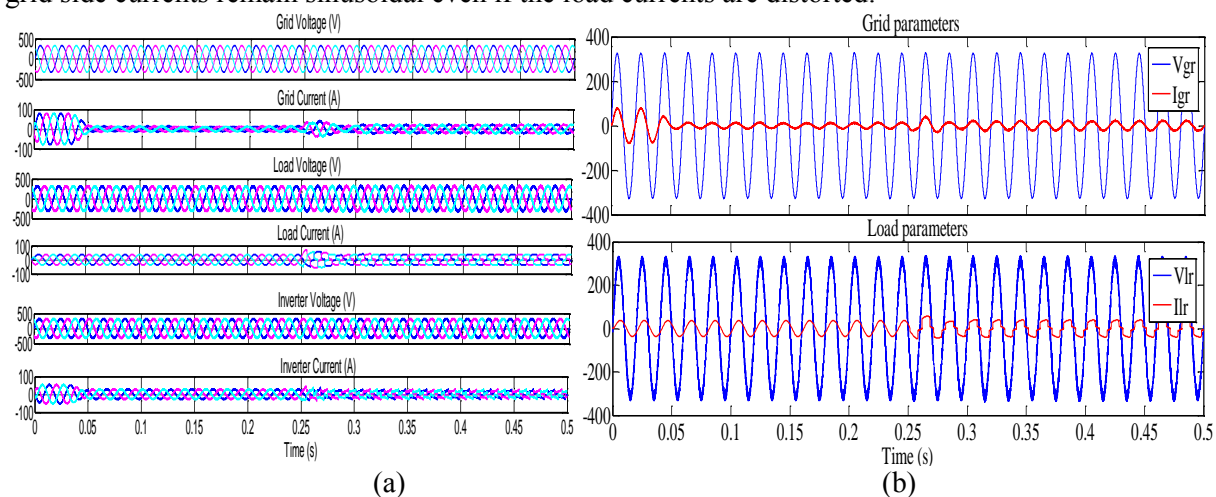 grid side currents remain sinusoidal even if the load currents are distorted.
Grid Voltage (V)
500
0
-500
Grid Current (A)
100
0
-100
Load Voltage (V)
500
0
-500
Load Current (A)
100
-100
Inverter Voltage (V)
500
0
-500
Inverter Current (A)
100
0
-100
0 0.05 0.1 0.15 0.2 0.25 0.3 0.35 0.4 0.45 0.5
Time (s)
(a)
Grid parameters
400
200
0
-200
-400
Vgr
Igr
Load parameters
400
200
0
-200
-400
Vlr
Ilr
0 0.05 0.1 0.15 0.2 0.25 0.3 0.35 0.4 0.45 0.5
Time (s)
(b)